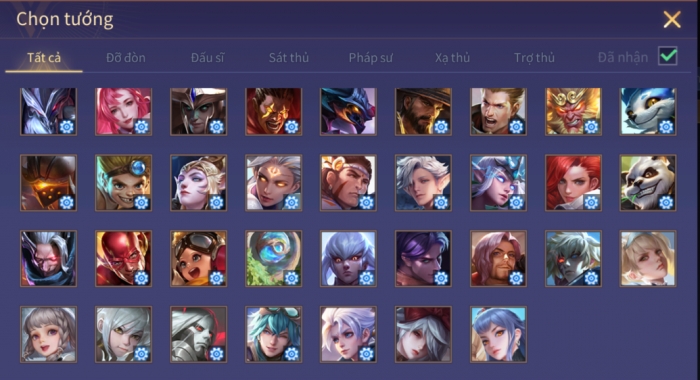 Chọn tướng
Tất cả Đỡ đòn Đấu sĩ Sát thủ Pháp sư Xạ thủ Trợ thủ Đã nhận